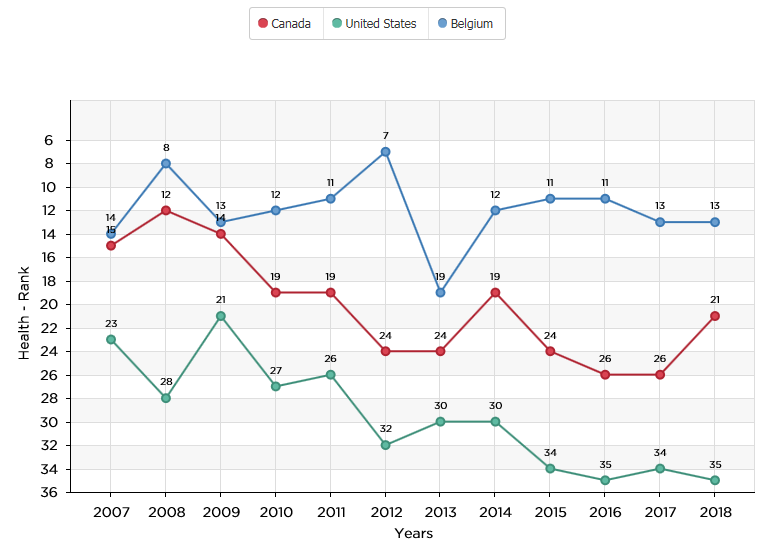 Canada United States Belgium
7
6
8
8
10
11 11 11
12 12 12
12
13 13 13
14 14
14
15
16
18
19 19 19 19
20
21 21
22
23
24 24 24
24
26 26 26
26
27
28
28
30 30
30
32
32
34 34
34
35 35
36
2007 2008 2009 2010 2011 2012 2013 2014 2015 2016 2017 2018
Years
Health - Rank